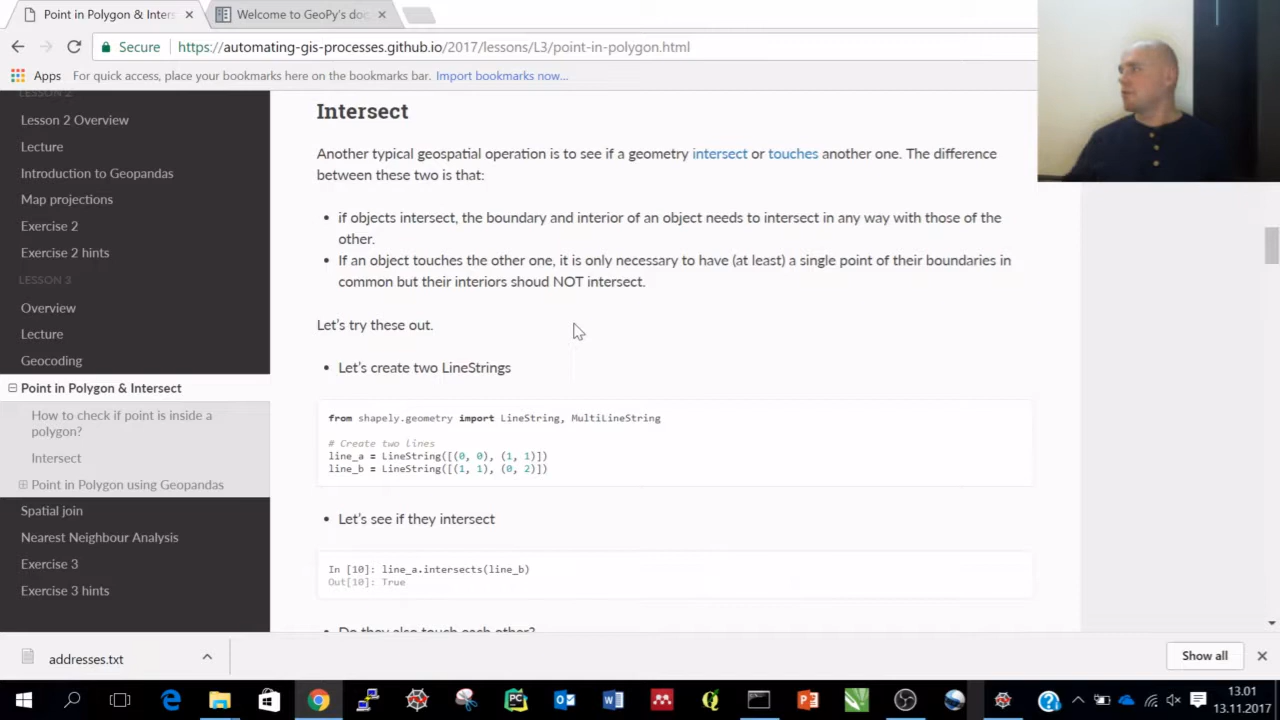 Point in Polygon & Inters
Welcome to GeoPy's doc
Secure
https://automating-gis-processes.github.io/2017/lessons/L3/point-in-polygon.html
Apps
For quick access, place your bookmarks here on the bookmarks bar.
Import bookmarks now...
LESSON 2
Lesson 2 Overview
Lecture
Introduction to Geopandas
Map projections
Exercise 2
Exercise 2 hints
LESSON 3
Overview
Lecture
Geocoding
Point in Polygon & Intersect
How to check if point is inside a
polygon?
Intersect
Point in Polygon using Geopandas
Spatial join
Nearest Neighbour Analysis
Exercise 3
Exercise 3 hints
Intersect
Another typical geospatial operation is to see if a geometry intersect or touches another one. The difference
between these two is that:
• if objects intersect, the boundary and interior of an object needs to intersect in any way with those of the
other.
• If an object touches the other one, it is only necessary to have (at least) a single point of their boundaries in
common but their interiors shoud NOT intersect.
Let's try these out.
• Let's create two LineStrings
from shapely.geometry import LineString, MultiLineString
# Create two lines
line_a = LineString([(0, 0), (1, 1)])
line_b = LineString([(1, 1), (0, 2)])
• Let's see if they intersect
In [10]: line_a.intersects(line_b)
Out[10]: True
• Do they also touch each other?
addresses.txt
Show all
13.01
13.11.2017